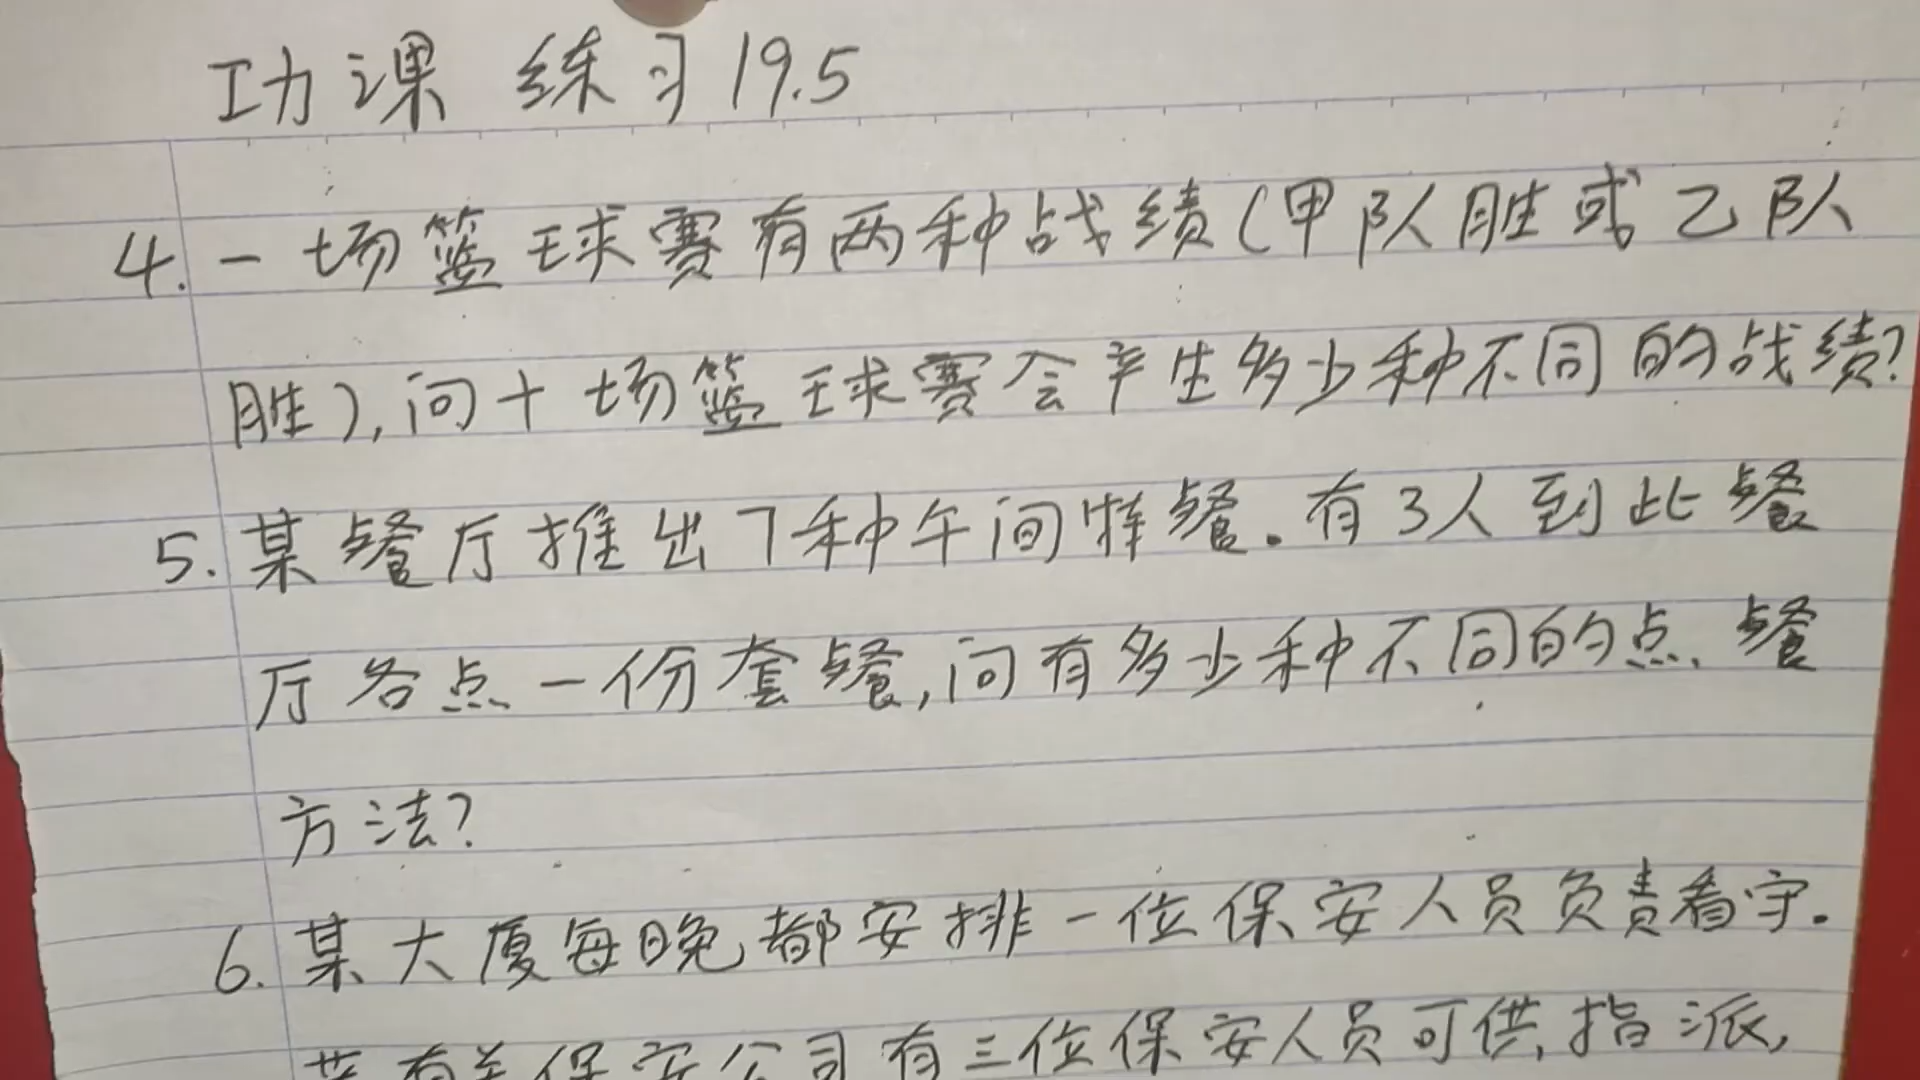 功课 练习19.5
4. 一场篮球赛有两种战绩(甲队胜或乙队
胜),问十场篮球赛会产生多少种不同的战绩?
5. 某餐厅推出7种午间特餐。有3人到此餐
厅各点一份套餐,问有多少种不同的点餐
方法?
6. 某大厦每晚都安排一位保安人员负责看守。
若有关保安公司有三位保安人员可供指派,